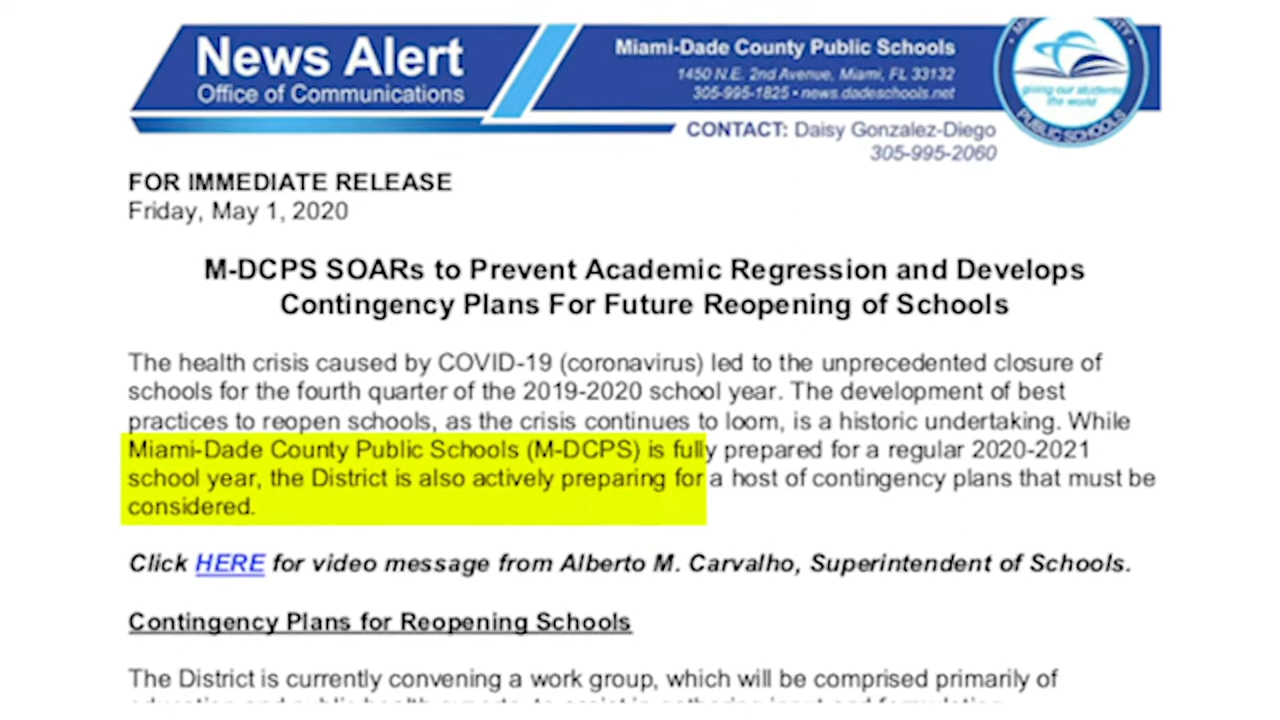 News Alert
Office of Communications
Miami-Dade County Public Schools
1450 N.E. 2nd Avenue, Miami, FL 33132
305-995-1825 • news.dadeschools.net
giving our students
the world
PUBLIC SCHOOLS
CONTACT: Daisy Gonzalez-Diego
305-995-2060
FOR IMMEDIATE RELEASE
Friday, May 1, 2020
M-DCPS SOARs to Prevent Academic Regression and Develops
Contingency Plans For Future Reopening of Schools
The health crisis caused by COVID-19 (coronavirus) led to the unprecedented closure of
schools for the fourth quarter of the 2019-2020 school year. The development of best
practices to reopen schools, as the crisis continues to loom, is a historic undertaking. While
Miami-Dade County Public Schools (M-DCPS) is fully prepared for a regular 2020-2021
school year, the District is also actively preparing for a host of contingency plans that must be
considered.
Click HERE for video message from Alberto M. Carvalho, Superintendent of Schools.
Contingency Plans for Reopening Schools
The District is currently convening a work group, which will be comprised primarily of